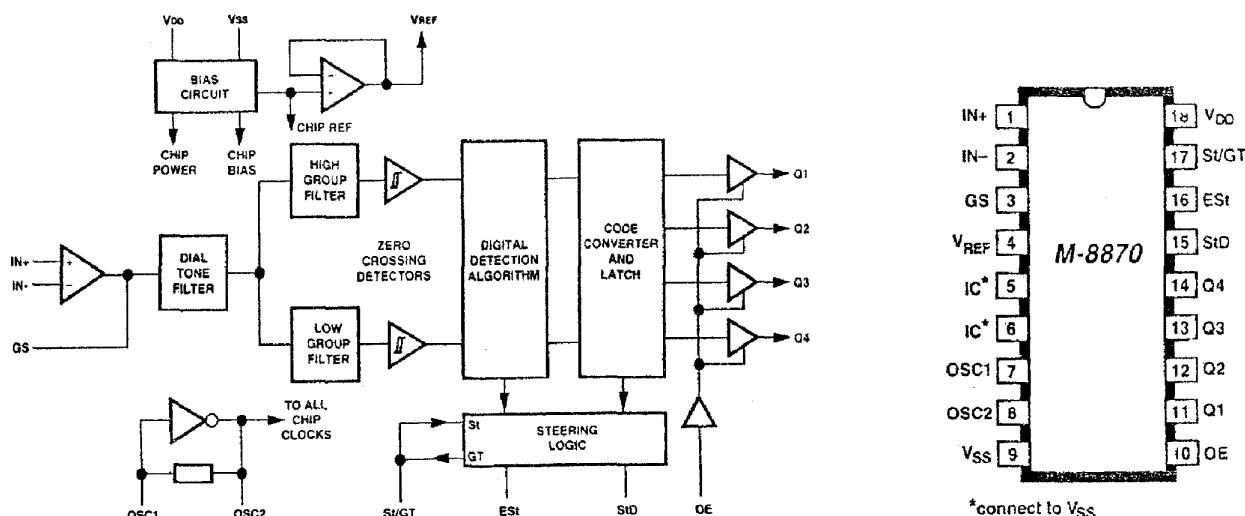 VDD
VSS
VREF
BIAS
CIRCUIT
CHIP REF
CHIP
POWER
CHIP
BIAS
HIGH
GROUP
FILTER
IN+
IN-
+
−
GS
DIAL
TONE
FILTER
ZERO
CROSSING
DETECTORS
LOW
GROUP
FILTER
DIGITAL
DETECTION
ALGORITHM
CODE
CONVERTER
AND
LATCH
Q1
Q2
Q3
Q4
TO ALL
CHIP
CLOCKS
OSC1
OSC2
St
GT
STEERING
LOGIC
St/GT
ESt
StD
OE
IN+ 1
IN− 2
GS 3
VREF 4
IC* 5
IC* 6
OSC1 7
OSC2 8
VSS 9
M-8870
18 VDD
17 St/GT
16 ESt
15 StD
14 Q4
13 Q3
12 Q2
11 Q1
10 OE
*connect to VSS